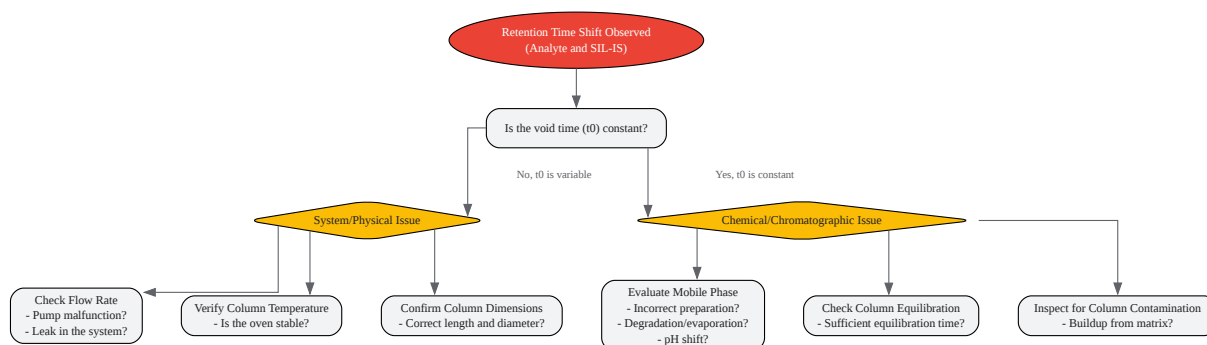 Retention Time Shift Observed
(Analyte and SIL-IS)
Is the void time (t0) constant?
No, t0 is variable
Yes, t0 is constant
System/Physical Issue
Chemical/Chromatographic Issue
Check Flow Rate
- Pump malfunction?
- Leak in the system?
Verify Column Temperature
- Is the oven stable?
Confirm Column Dimensions
- Correct length and diameter?
Evaluate Mobile Phase
- Incorrect preparation?
- Degradation/evaporation?
- pH shift?
Check Column Equilibration
- Sufficient equilibration time?
Inspect for Column Contamination
- Buildup from matrix?